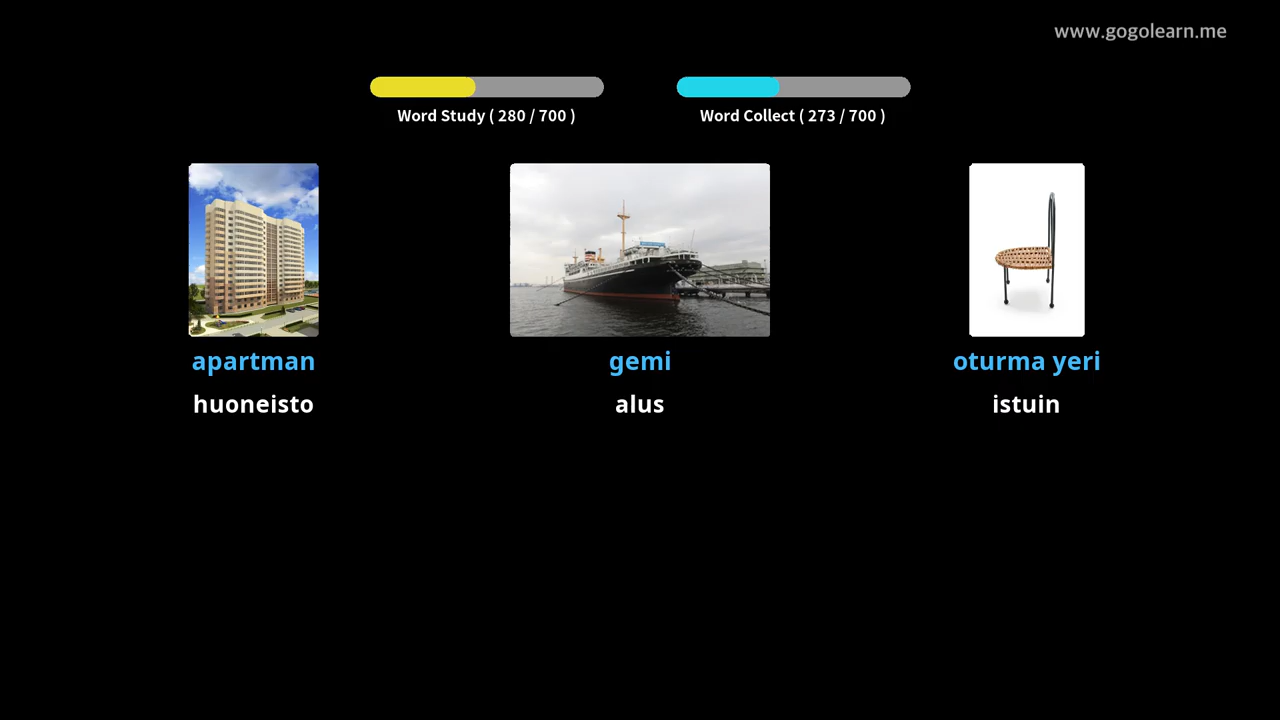 www.gogolearn.me
Word Study ( 280 / 700 )
Word Collect ( 273 / 700 )
apartman
huoneisto
gemi
alus
oturma yeri
istuin